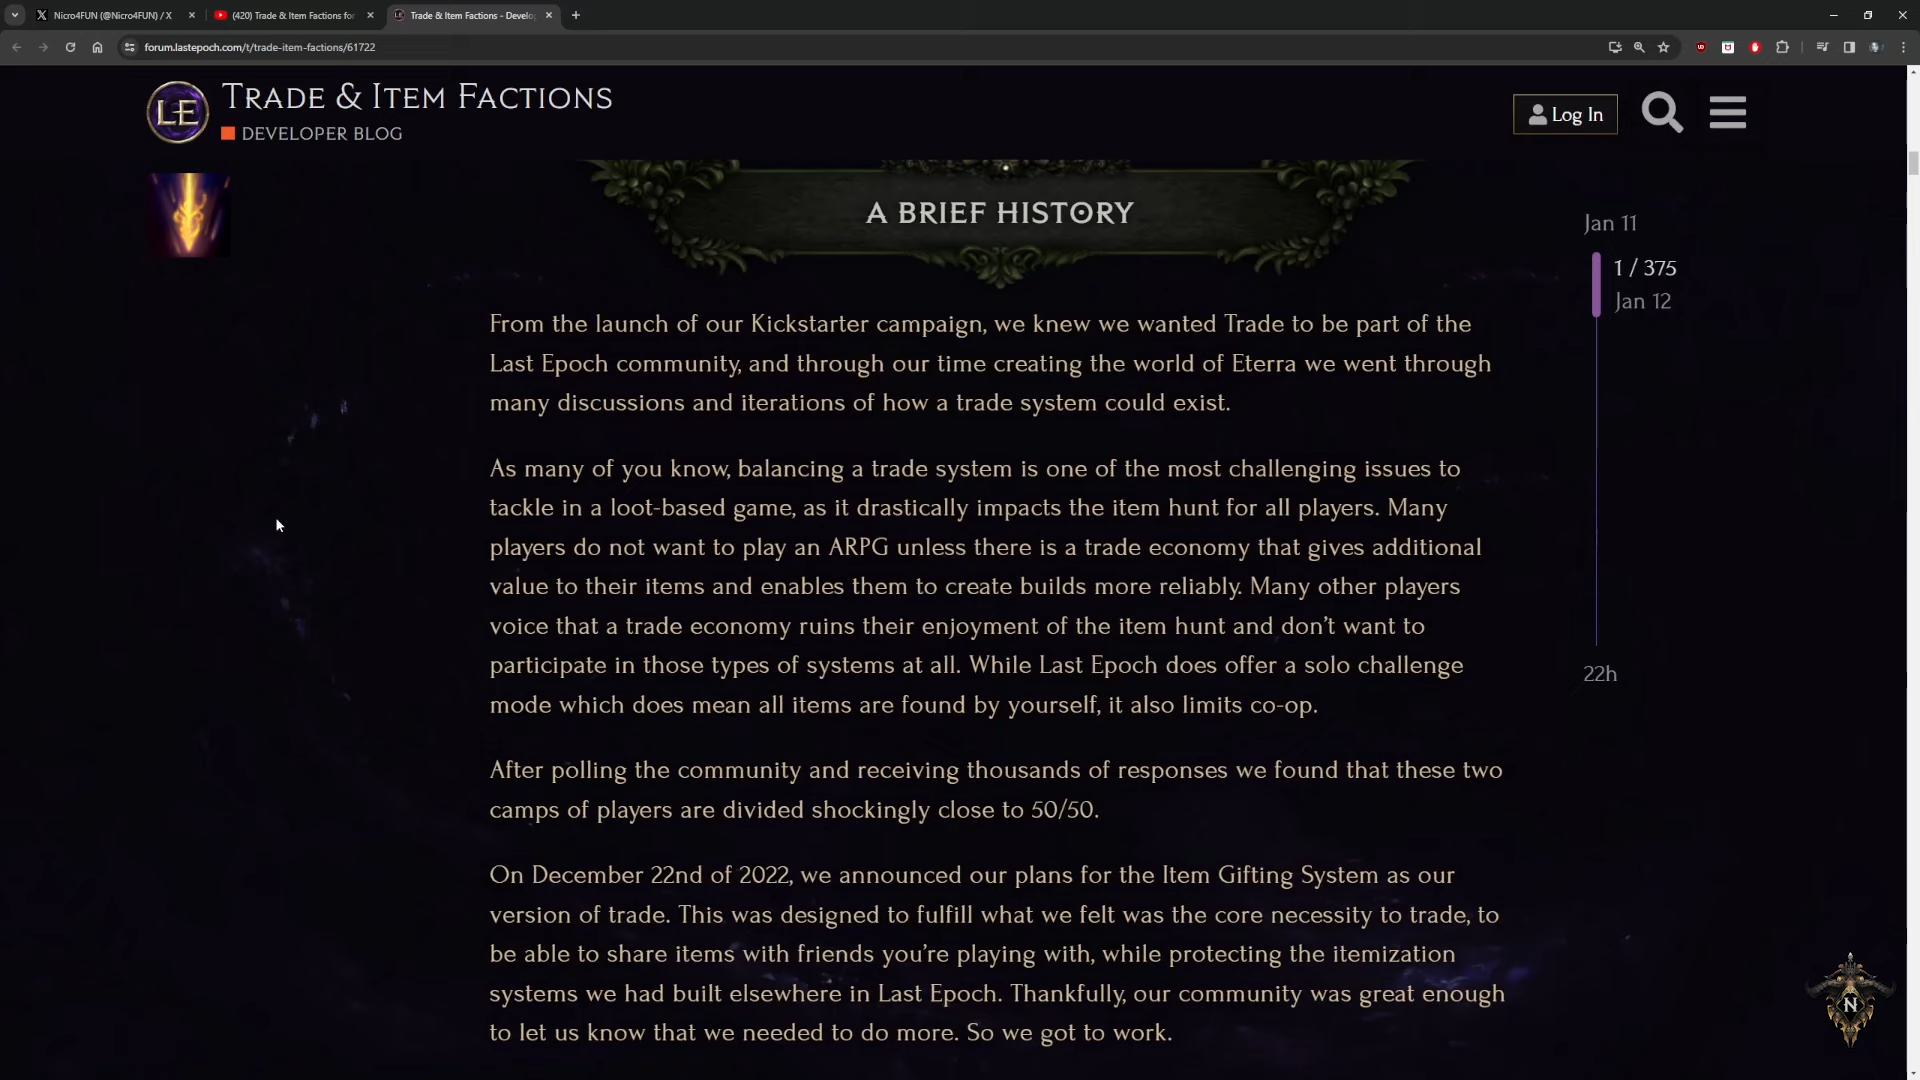 Nicro4FUN (@Nicro4FUN) / X
(420) Trade & Item Factions for
Trade & Item Factions - Develo
forum.lastepoch.com/t/trade-item-factions/61722
LE
TRADE & ITEM FACTIONS
DEVELOPER BLOG
Log In
A BRIEF HISTORY
Jan 11
1 / 375
Jan 12
From the launch of our Kickstarter campaign, we knew we wanted Trade to be part of the
Last Epoch community, and through our time creating the world of Eterra we went through
many discussions and iterations of how a trade system could exist.
As many of you know, balancing a trade system is one of the most challenging issues to
tackle in a loot-based game, as it drastically impacts the item hunt for all players. Many
players do not want to play an ARPG unless there is a trade economy that gives additional
value to their items and enables them to create builds more reliably. Many other players
voice that a trade economy ruins their enjoyment of the item hunt and don't want to
participate in those types of systems at all. While Last Epoch does offer a solo challenge
mode which does mean all items are found by yourself, it also limits co-op.
22h
After polling the community and receiving thousands of responses we found that these two
camps of players are divided shockingly close to 50/50.
On December 22nd of 2022, we announced our plans for the Item Gifting System as our
version of trade. This was designed to fulfill what we felt was the core necessity to trade, to
be able to share items with friends you're playing with, while protecting the itemization
systems we had built elsewhere in Last Epoch. Thankfully, our community was great enough
to let us know that we needed to do more. So we got to work.
N